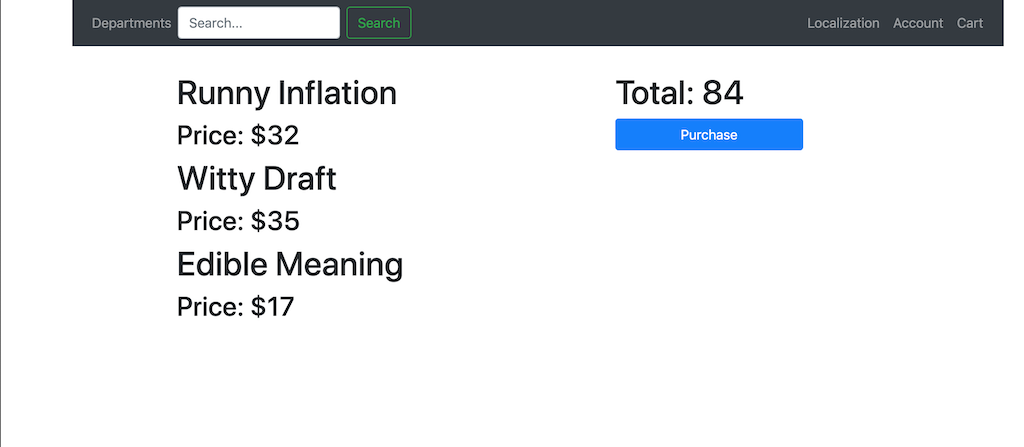 Departments Search... Search Localization Account Cart
Runny Inflation
Price: $32
Witty Draft
Price: $35
Edible Meaning
Price: $17
Total: 84
Purchase